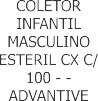 COLETOR
INFANTIL
MASCULINO
ESTERIL CX C/
100 - -
ADVANTIVE